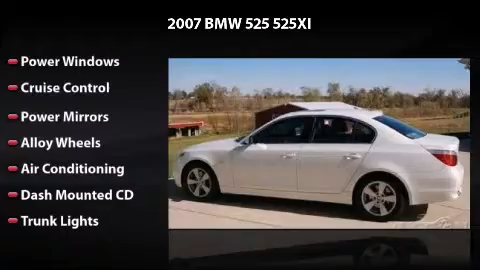 2007 BMW 525 525XI
Power Windows
Cruise Control
Power Mirrors
Alloy Wheels
Air Conditioning
Dash Mounted CD
Trunk Lights